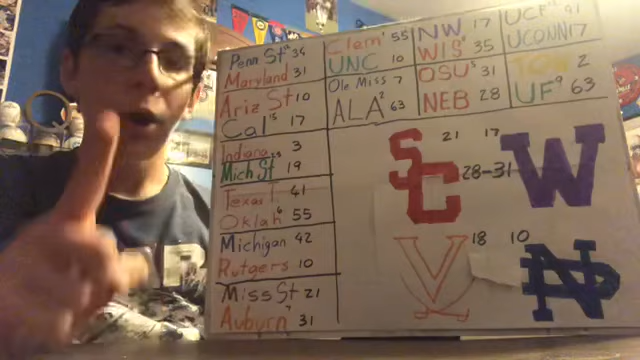 Penn St 34
Maryland 31
Ariz St 10
Cal 17
Indiana 3
Mich St 19
Texas T 41
Oklah 55
Michigan 42
Rutgers 10
Miss St 21
Auburn 31
Clem 55
UNC 10
Ole Miss 7
ALA 63
NW 17
WIS 35
OSU 31
NEB 28
UCF 91
UCONN 17
2
UF 63
21 17
SC 28-31 W
18 10
V ND